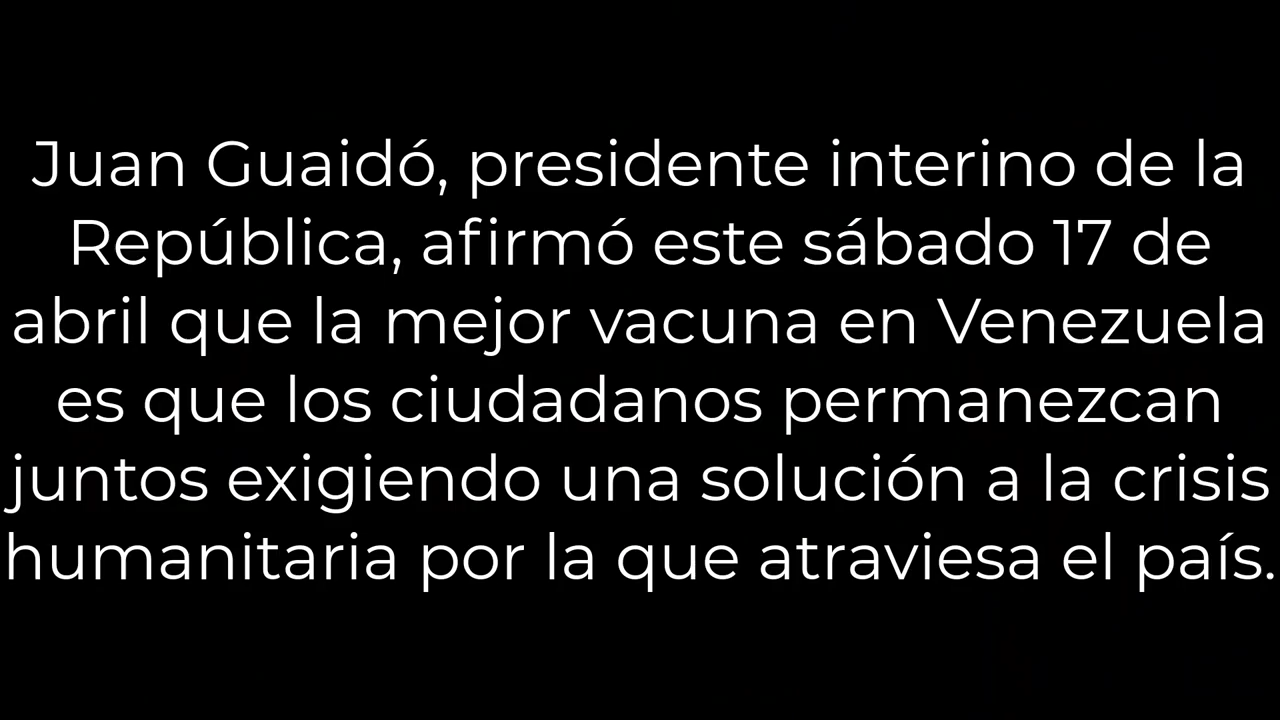 Juan Guaidó, presidente interino de la
República, afirmó este sábado 17 de
abril que la mejor vacuna en Venezuela
es que los ciudadanos permanezcan
juntos exigiendo una solución a la crisis
humanitaria por la que atraviesa el país.